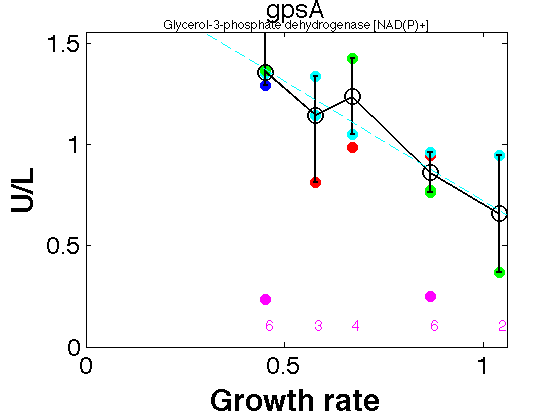 gpsA
Glycerol-3-phosphate dehydrogenase [NAD(P)+]
1.5
1
0.5
0
U/L
6 3 4 6 2
0 0.5 1
Growth rate